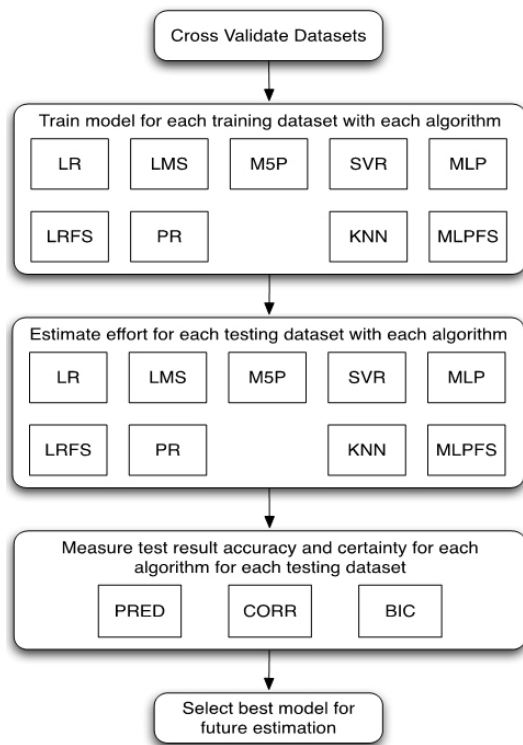 Cross Validate Datasets
Train model for each training dataset with each algorithm
LR LMS M5P SVR MLP
LRFS PR KNN MLPFS
Estimate effort for each testing dataset with each algorithm
LR LMS M5P SVR MLP
LRFS PR KNN MLPFS
Measure test result accuracy and certainty for each
algorithm for each testing dataset
PRED CORR BIC
Select best model for
future estimation